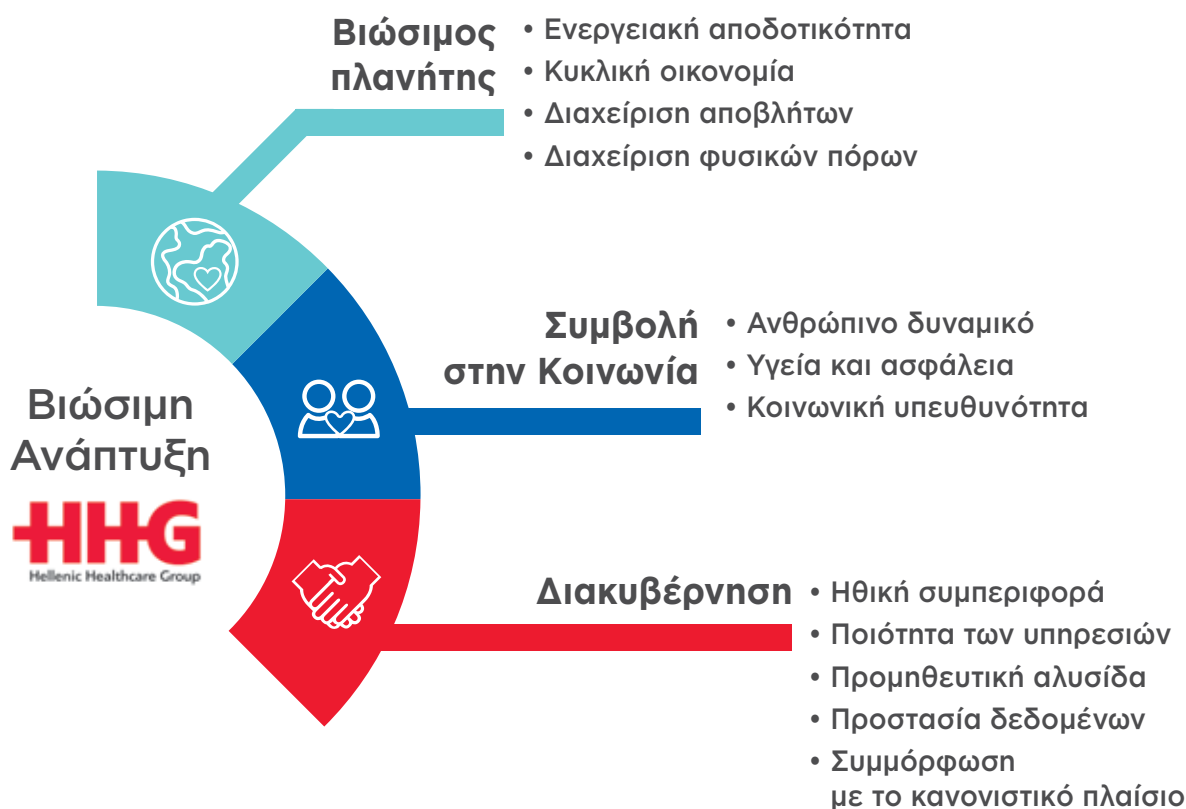 Βιώσιμος
πλανήτης
• Ενεργειακή αποδοτικότητα
• Κυκλική οικονομία
• Διαχείριση αποβλήτων
• Διαχείριση φυσικών πόρων
Συμβολή
στην Κοινωνία
• Ανθρώπινο δυναμικό
• Υγεία και ασφάλεια
• Κοινωνική υπευθυνότητα
Βιώσιμη
Ανάπτυξη
HHG
Hellenic Healthcare Group
Διακυβέρνηση
• Ηθική συμπεριφορά
• Ποιότητα των υπηρεσιών
• Προμηθευτική αλυσίδα
• Προστασία δεδομένων
• Συμμόρφωση
με το κανονιστικό πλαίσιο